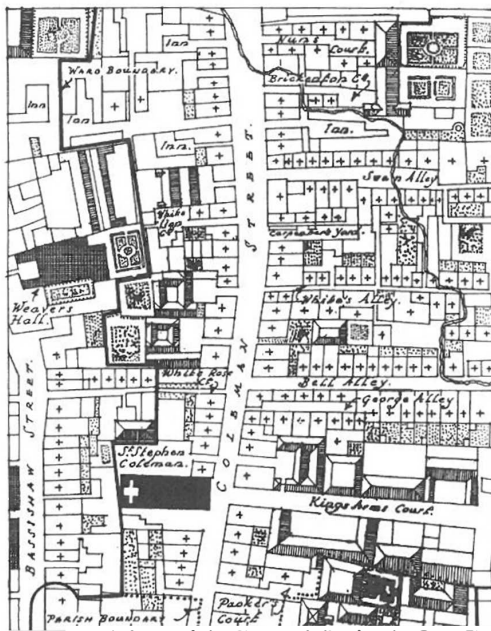 Inn
Nun's
Court.
WARD BOUNDARY.
Brickenton Ct.
Inn
Inn
Inn.
Inn.
Swan Alley
White
Carpenters Yard.
STREET.
Weavers
Hall.
White's Alley.
White Rose
Ct.
Bell Alley.
George Alley
COLEMAN
BASSISHAW STREET.
St. Stephen
Coleman.
Kings Arms Court.
Packers
Court
PARISH BOUNDARY